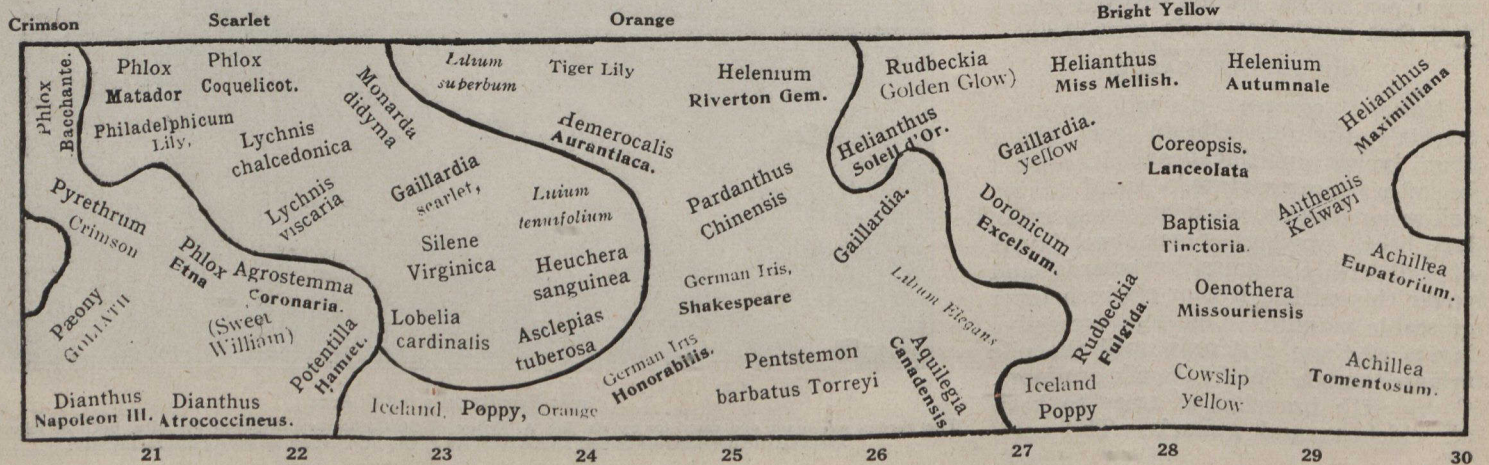 Crimson
Scarlet
Orange
Bright Yellow
Phlox
Bacchante.
Phlox
Matador
Phlox
Coquelicot.
Monarda
didyma
Lilium
superbum
Tiger Lily
Helenium
Riverton Gem.
Rudbeckia
Golden Glow)
Helianthus
Miss Mellish.
Helenium
Autumnale
Helianthus
Maximilliana
Philadelphicum
Lily,
Lychnis
chalcedonica
Hemerocalis
Aurantiaca.
Helianthus
Soleil d'Or.
Gaillardia.
yellow
Coreopsis.
Lanceolata
Pyrethrum
Crimson
Lychnis
viscaria
Gaillardia
scarlet,
Luium
tenuifolium
Pardanthus
Chinensis
Gaillardia.
Doronicum
Excelsum.
Baptisia
Tinctoria.
Anthemis
Kelwayi
Phlox
Etna
Agrostemma
Coronaria.
Silene
Virginica
Heuchera
sanguinea
German Iris,
Shakespeare
Lilium Elegans
Rudbeckia
Fulgida.
Oenothera
Missouriensis
Achillea
Eupatorium.
Pæony
GOLIATH
(Sweet
William)
Potentilla
Hamlet.
Lobelia
cardinalis
Asclepias
tuberosa
German Iris
Honorabilis.
Pentstemon
barbatus Torreyi
Aquilegia
Canadensis
Iceland
Poppy
Cowslip
yellow
Achillea
Tomentosum.
Dianthus
Napoleon III.
Dianthus
Atrococcineus.
Iceland, Poppy, Orange
21 22 23 24 25 26 27 28 29 30